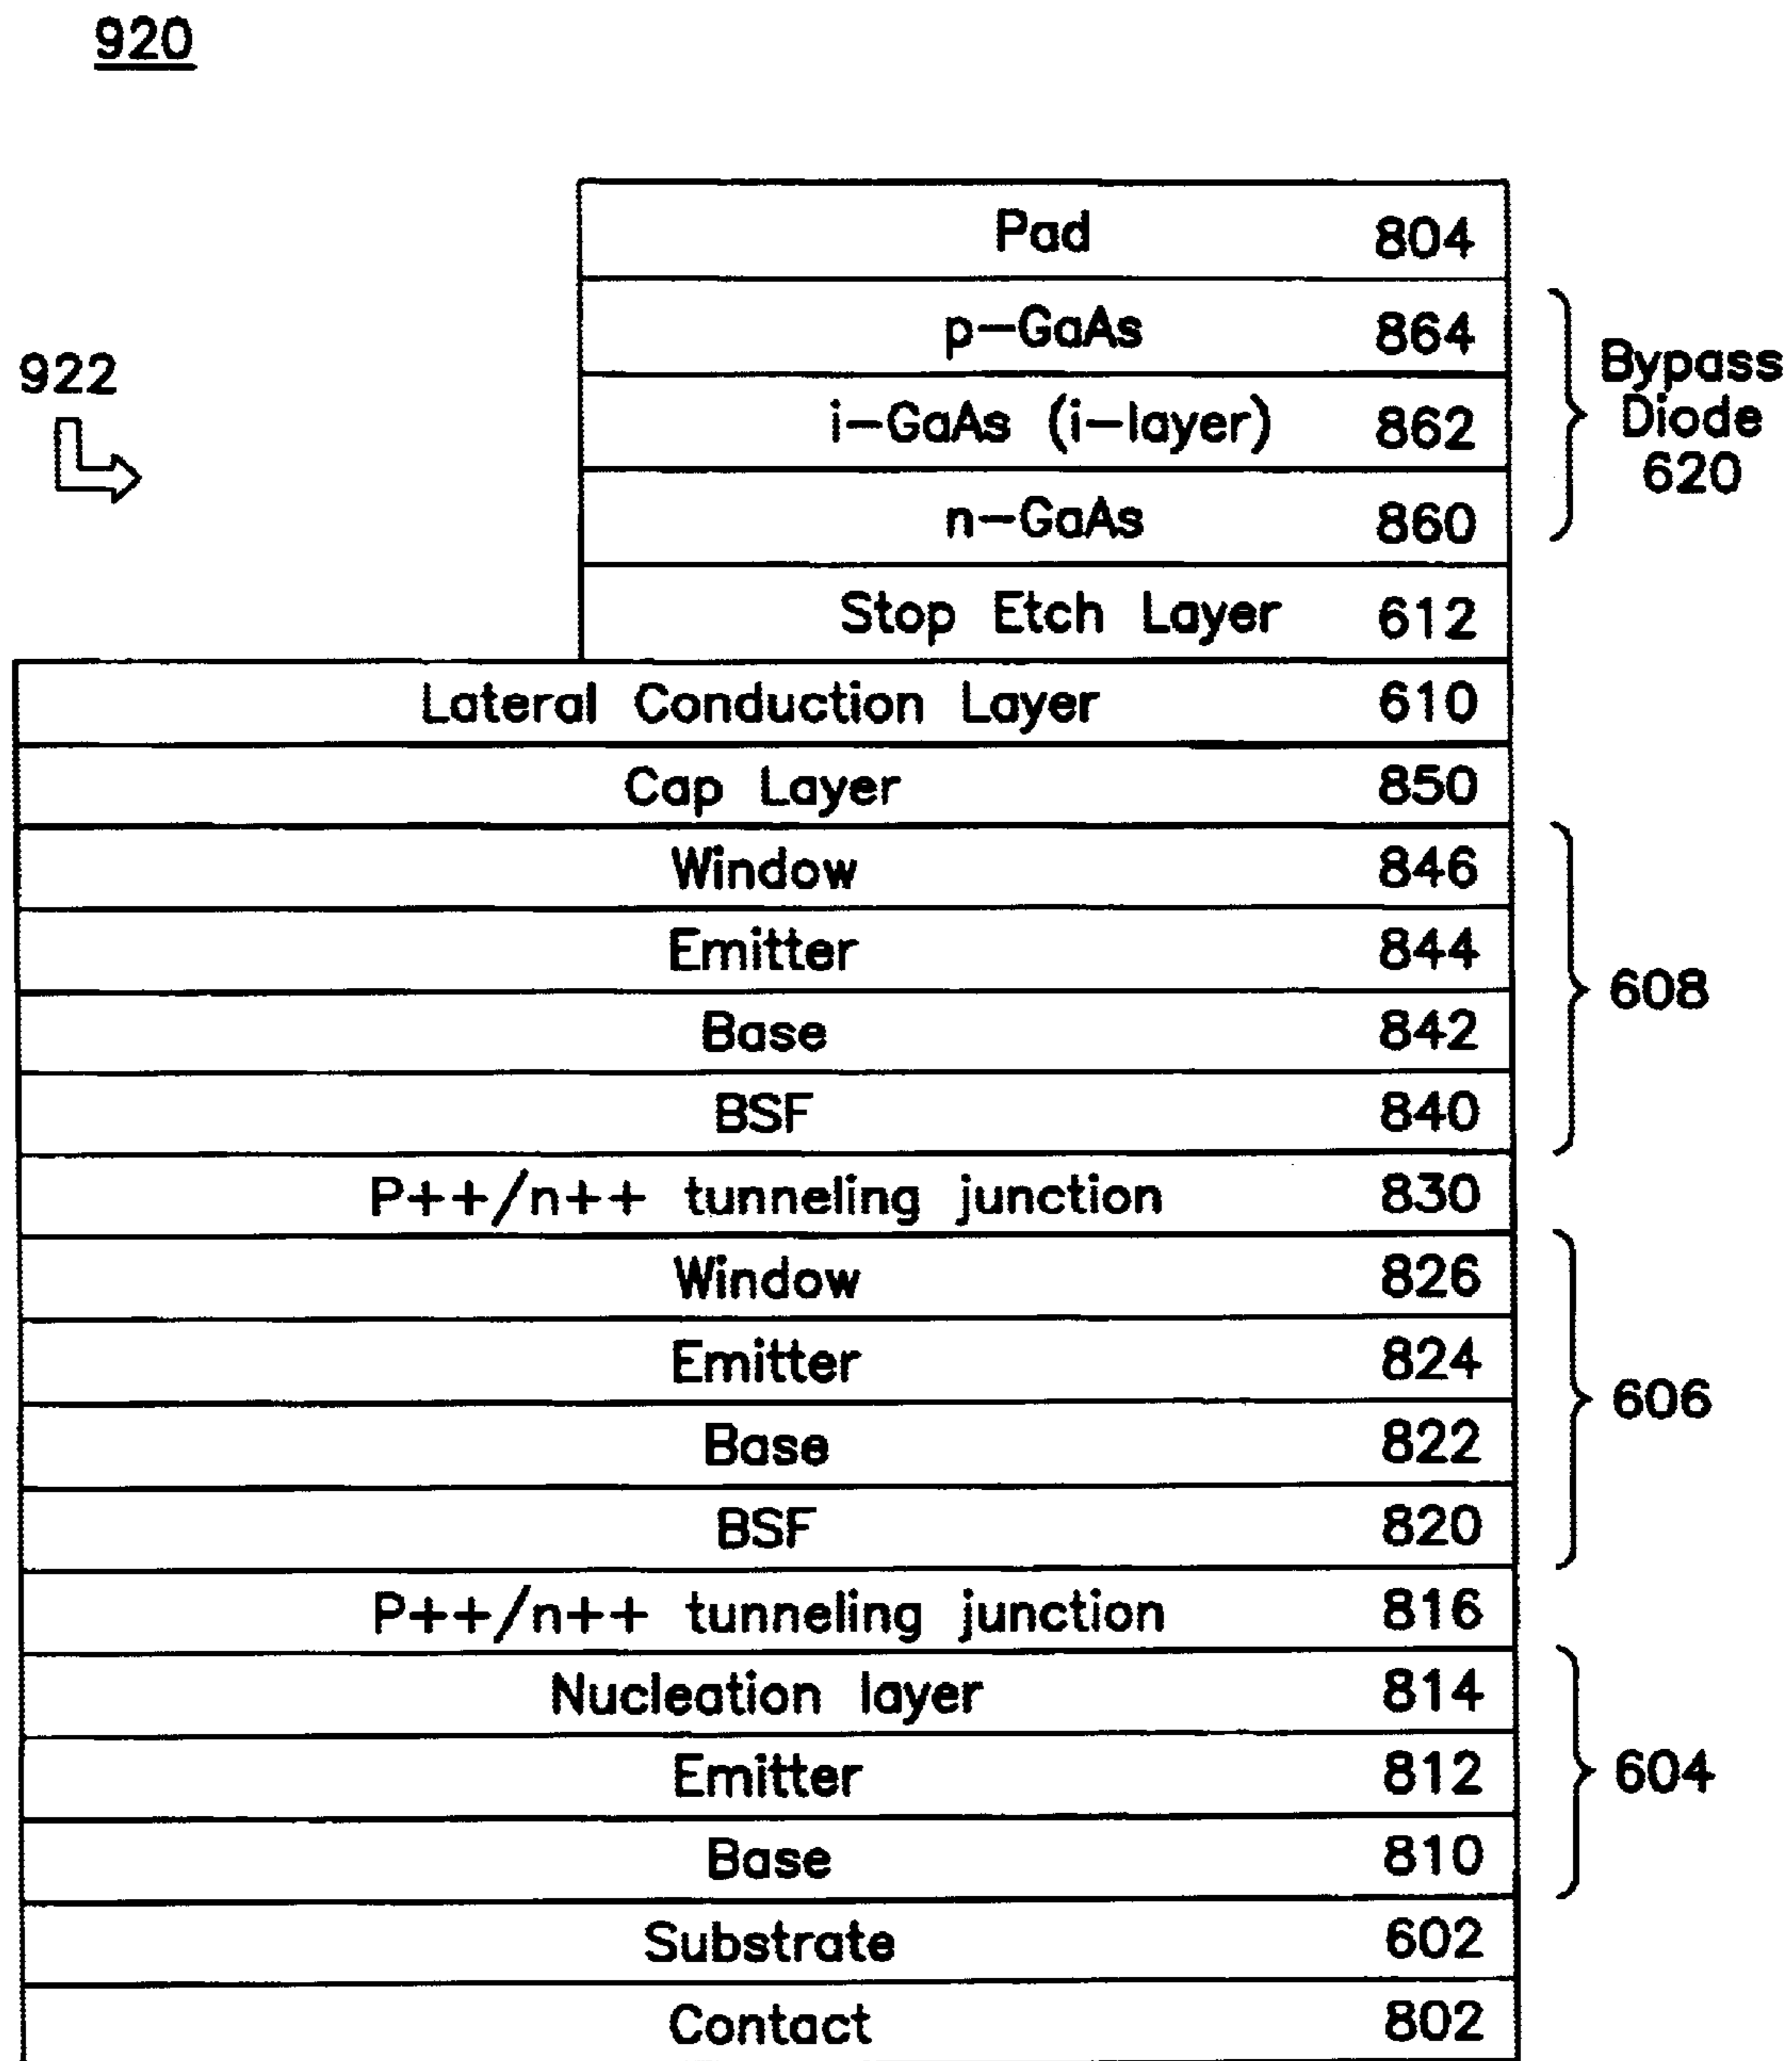 920
Pad 804
p-GaAs 864
922
i-GaAs (i-layer) 862
n-GaAs 860
Bypass
Diode
620
Stop Etch Layer 612
Lateral Conduction Layer 610
Cap Layer 850
Window 846
Emitter 844
608
Base 842
BSF 840
P++/n++ tunneling junction 830
Window 826
Emitter 824
606
Base 822
BSF 820
P++/n++ tunneling junction 816
Nucleation layer 814
Emitter 812
604
Base 810
Substrate 602
Contact 802